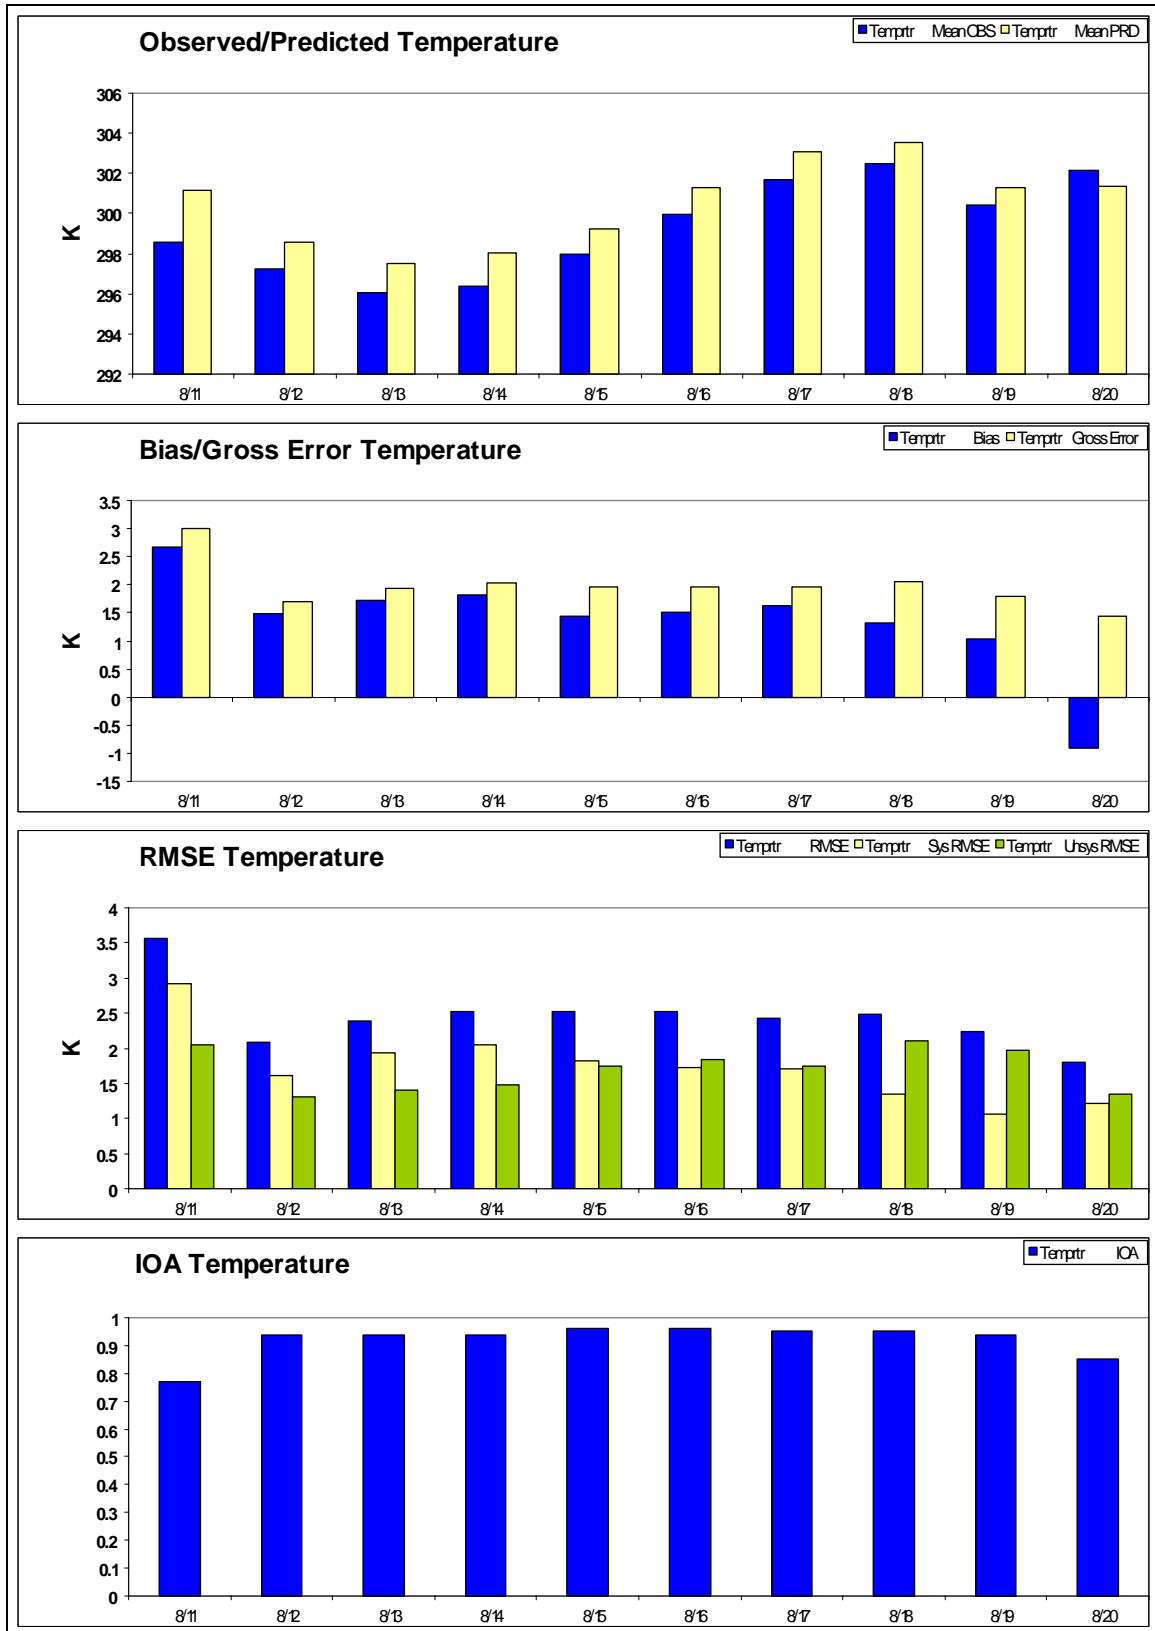 Observed/Predicted Temperature
Temprtr Mean OBS Temprtr Mean PRD
306
304
302
300
298
296
294
292
K
8/11 8/12 8/13 8/14 8/15 8/16 8/17 8/18 8/19 8/20
Bias/Gross Error Temperature
Temprtr Bias Temprtr Gross Error
3.5
3
2.5
2
1.5
1
0.5
0
-0.5
-1
-1.5
K
8/11 8/12 8/13 8/14 8/15 8/16 8/17 8/18 8/19 8/20
RMSE Temperature
Temprtr RMSE Temprtr Sys RMSE Temprtr Unsys RMSE
4
3.5
3
2.5
2
1.5
1
0.5
0
K
8/11 8/12 8/13 8/14 8/15 8/16 8/17 8/18 8/19 8/20
IOA Temperature
Temprtr IOA
1
0.9
0.8
0.7
0.6
0.5
0.4
0.3
0.2
0.1
0
8/11 8/12 8/13 8/14 8/15 8/16 8/17 8/18 8/19 8/20